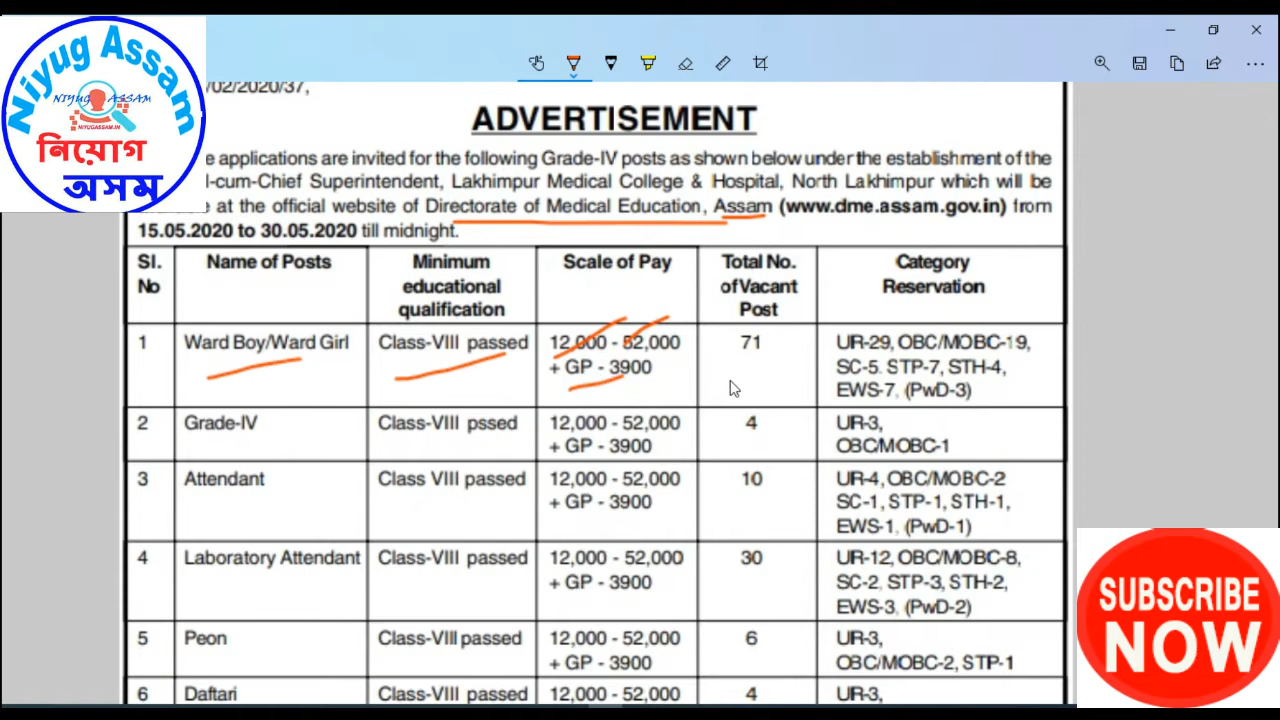 Niyug Assam
NIYUG ASSAM
NIYUGASSAM.IN
নিয়োগ
অসম
/02/2020/37,
ADVERTISEMENT
e applications are invited for the following Grade-IV posts as shown below under the establishment of the
l-cum-Chief Superintendent, Lakhimpur Medical College & Hospital, North Lakhimpur which will be
e at the official website of Directorate of Medical Education, Assam (www.dme.assam.gov.in) from
15.05.2020 to 30.05.2020 till midnight.
Sl. No Name of Posts Minimum educational qualification Scale of Pay Total No. of Vacant Post Category Reservation
1 Ward Boy/Ward Girl Class-VIII passed 12,000 - 52,000 71 UR-29, OBC/MOBC-19,
+ GP - 3900 SC-5. STP-7, STH-4,
EWS-7, (PwD-3)
2 Grade-IV Class-VIII pssed 12,000 - 52,000 4 UR-3,
+ GP - 3900 OBC/MOBC-1
3 Attendant Class VIII passed 12,000 - 52,000 10 UR-4, OBC/MOBC-2
+ GP - 3900 SC-1, STP-1, STH-1,
EWS-1, (PwD-1)
4 Laboratory Attendant Class-VIII passed 12,000 - 52,000 30 UR-12, OBC/MOBC-8,
+ GP - 3900 SC-2, STP-3, STH-2,
EWS-3, (PwD-2)
5 Peon Class-VIII passed 12,000 - 52,000 6 UR-3,
+ GP - 3900 OBC/MOBC-2, STP-1
6 Daftari Class-VIII passed 12,000 - 52,000 4 UR-3,
SUBSCRIBE
NOW